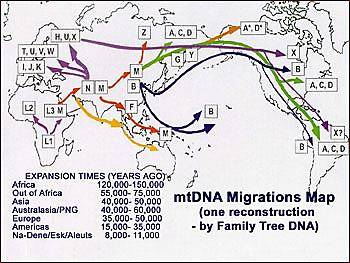 H, U, X
Z
A, C, D
A*, D*
T, U, V, W
I, J, K
G
Y
X
N
M
M
B
B
A, C, D
L2
L3 M
F
B
L1
M
X?
B
A, C, D
EXPANSION TIMES (YEARS AGO)
Africa 120,000-150,000
Out of Africa 55,000-75,000
Asia 40,000-50,000
Australasia/PNG 40,000-60,000
Europe 35,000-50,000
Americas 15,000-35,000
Na-Dene/Esk/Aleuts 8,000-11,000
mtDNA Migrations Map
(one reconstruction
- by Family Tree DNA)